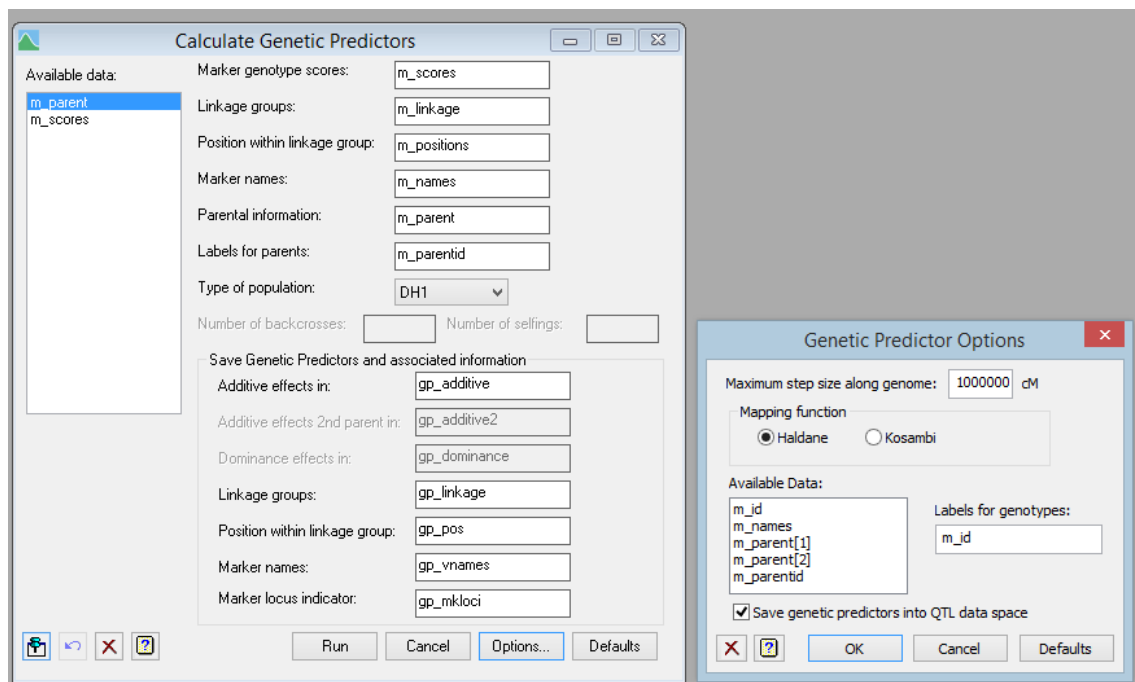 Calculate Genetic Predictors
Available data:
m_parent
m_scores
Marker genotype scores: m_scores
Linkage groups: m_linkage
Position within linkage group: m_positions
Marker names: m_names
Parental information: m_parent
Labels for parents: m_parentid
Type of population: DH1
Number of backcrosses: Number of selfings:
Save Genetic Predictors and associated information
Additive effects in: gp_additive
Additive effects 2nd parent in: gp_additive2
Dominance effects in: gp_dominance
Linkage groups: gp_linkage
Position within linkage group: gp_pos
Marker names: gp_vnames
Marker locus indicator: gp_mkloci
Run Cancel Options... Defaults
Genetic Predictor Options
Maximum step size along genome: 1000000 cM
Mapping function
Haldane Kosambi
Available Data:
m_id
m_names
m_parent[1]
m_parent[2]
m_parentid
Labels for genotypes:
m_id
Save genetic predictors into QTL data space
OK Cancel Defaults